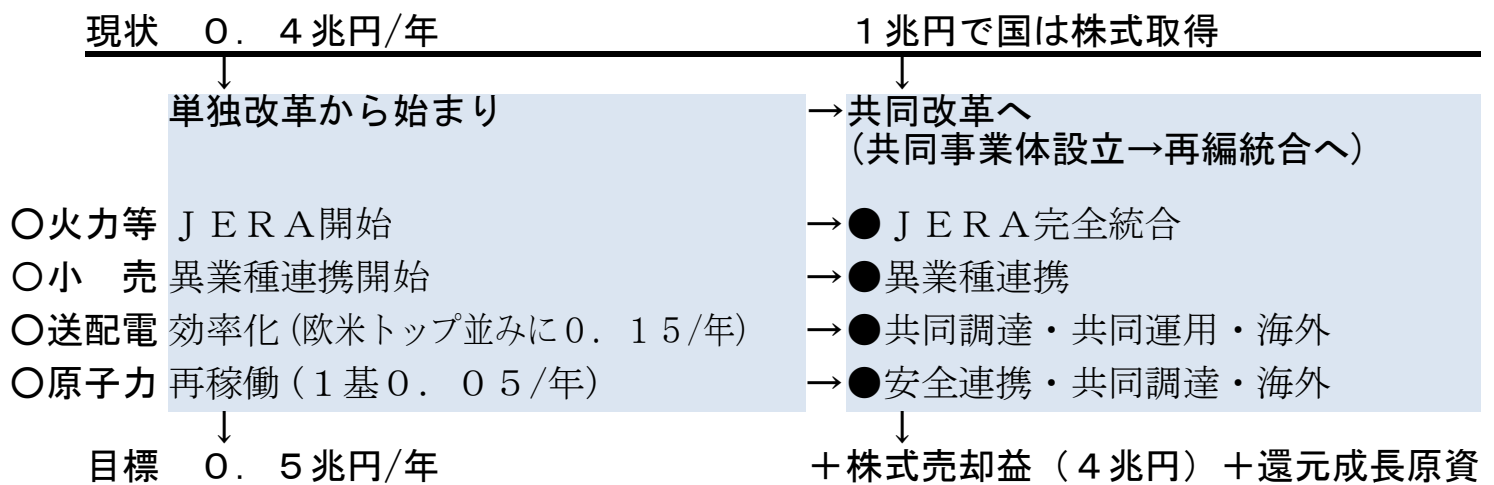 現状　０．４兆円/年　１兆円で国は株式取得
↓　↓
単独改革から始まり　→共同改革へ
（共同事業体設立→再編統合へ）
○火力等　ＪＥＲＡ開始　→●ＪＥＲＡ完全統合
○小　売　異業種連携開始　→●異業種連携
○送配電　効率化（欧米トップ並みに０．１５/年）　→●共同調達・共同運用・海外
○原子力　再稼働（１基０．０５/年）　→●安全連携・共同調達・海外
↓　↓
目標　０．５兆円/年　＋株式売却益（４兆円）＋還元成長原資